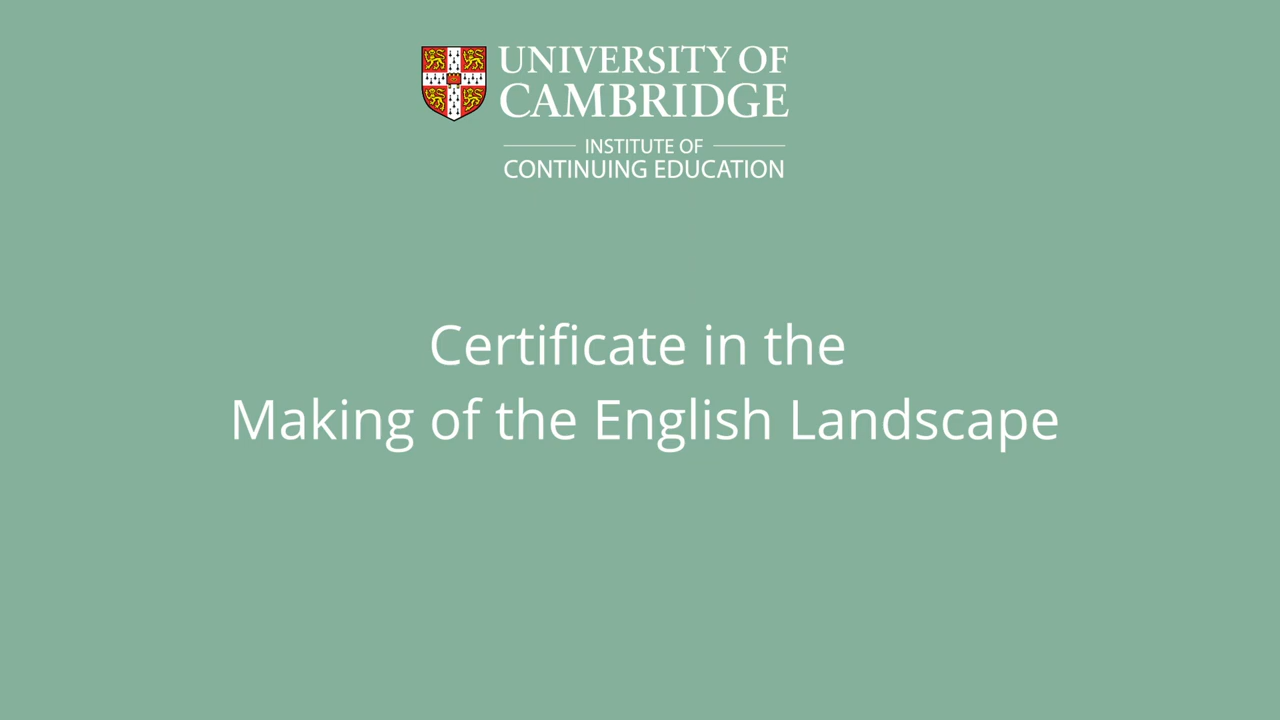 UNIVERSITY OF
CAMBRIDGE
INSTITUTE OF
CONTINUING EDUCATION
Certificate in the
Making of the English Landscape